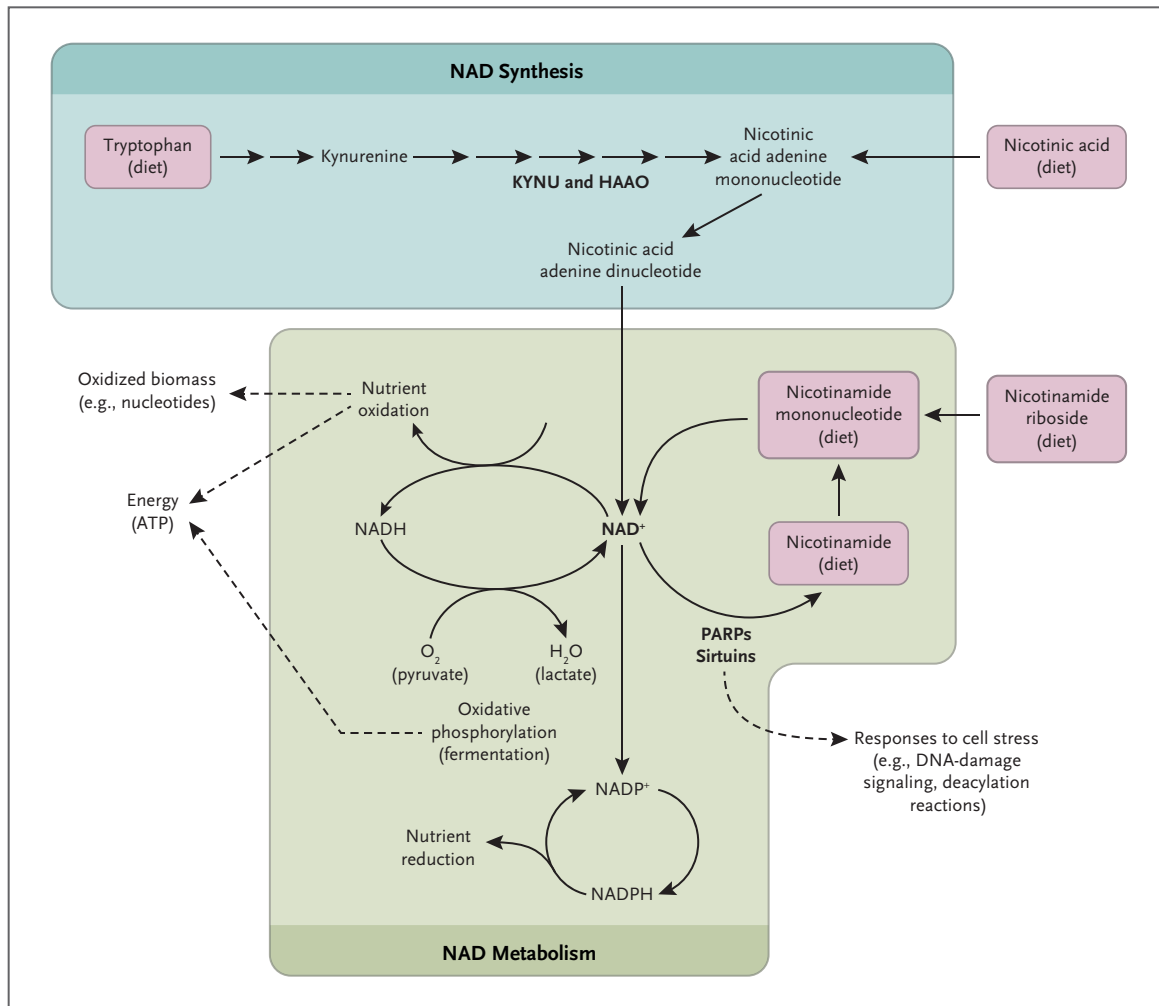 NAD Synthesis
Tryptophan
(diet)
Kynurenine
KYNU and HAAO
Nicotinic
acid adenine
mononucleotide
Nicotinic acid
(diet)
Nicotinic acid
adenine dinucleotide
Oxidized biomass
(e.g., nucleotides)
Nutrient
oxidation
Nicotinamide
mononucleotide
(diet)
Nicotinamide
riboside
(diet)
Energy
(ATP)
NADH
NAD⁺
Nicotinamide
(diet)
O₂
(pyruvate)
H₂O
(lactate)
PARPs
Sirtuins
Oxidative
phosphorylation
(fermentation)
Responses to cell stress
(e.g., DNA-damage
signaling, deacylation
reactions)
NADP⁺
Nutrient
reduction
NADPH
NAD Metabolism